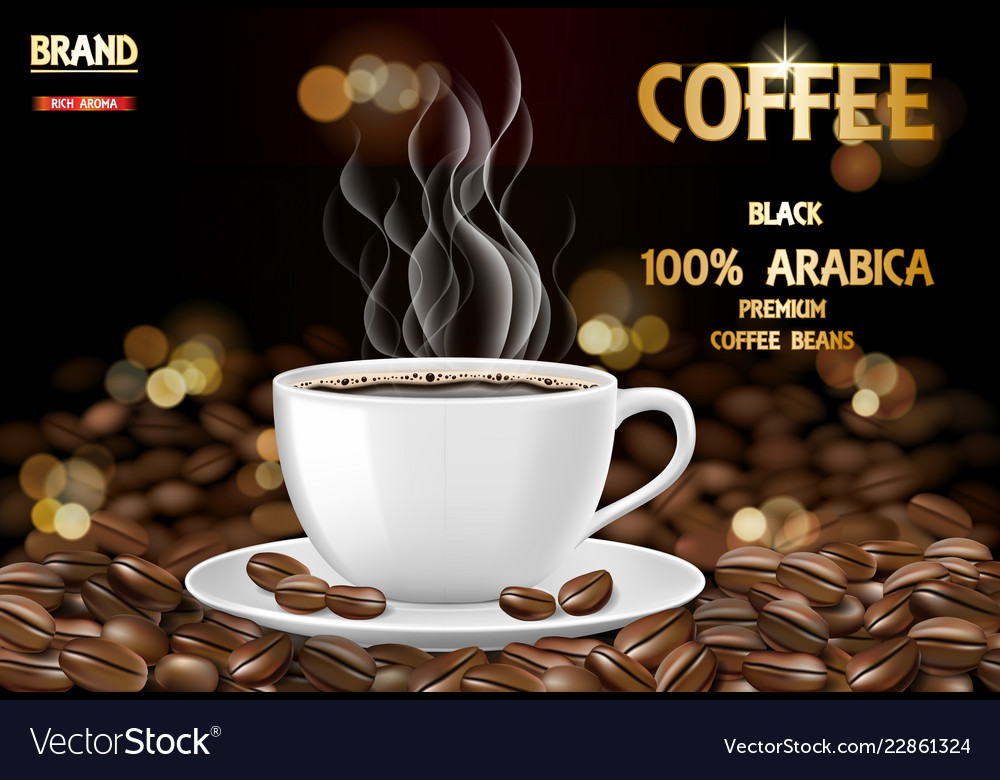 BRAND
RICH AROMA
COFFEE
BLACK
100% ARABICA
PREMIUM
COFFEE BEANS
VectorStock®
VectorStock.com/22861324